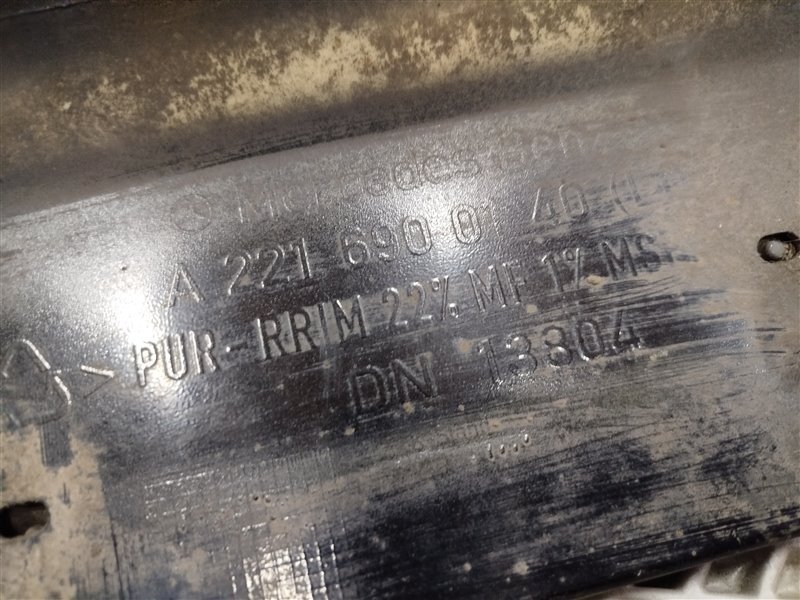 Mercedes Benz
A 221 690 01 40 (L
> PUR-RRIM 22% MF 1% MS
DN 13804